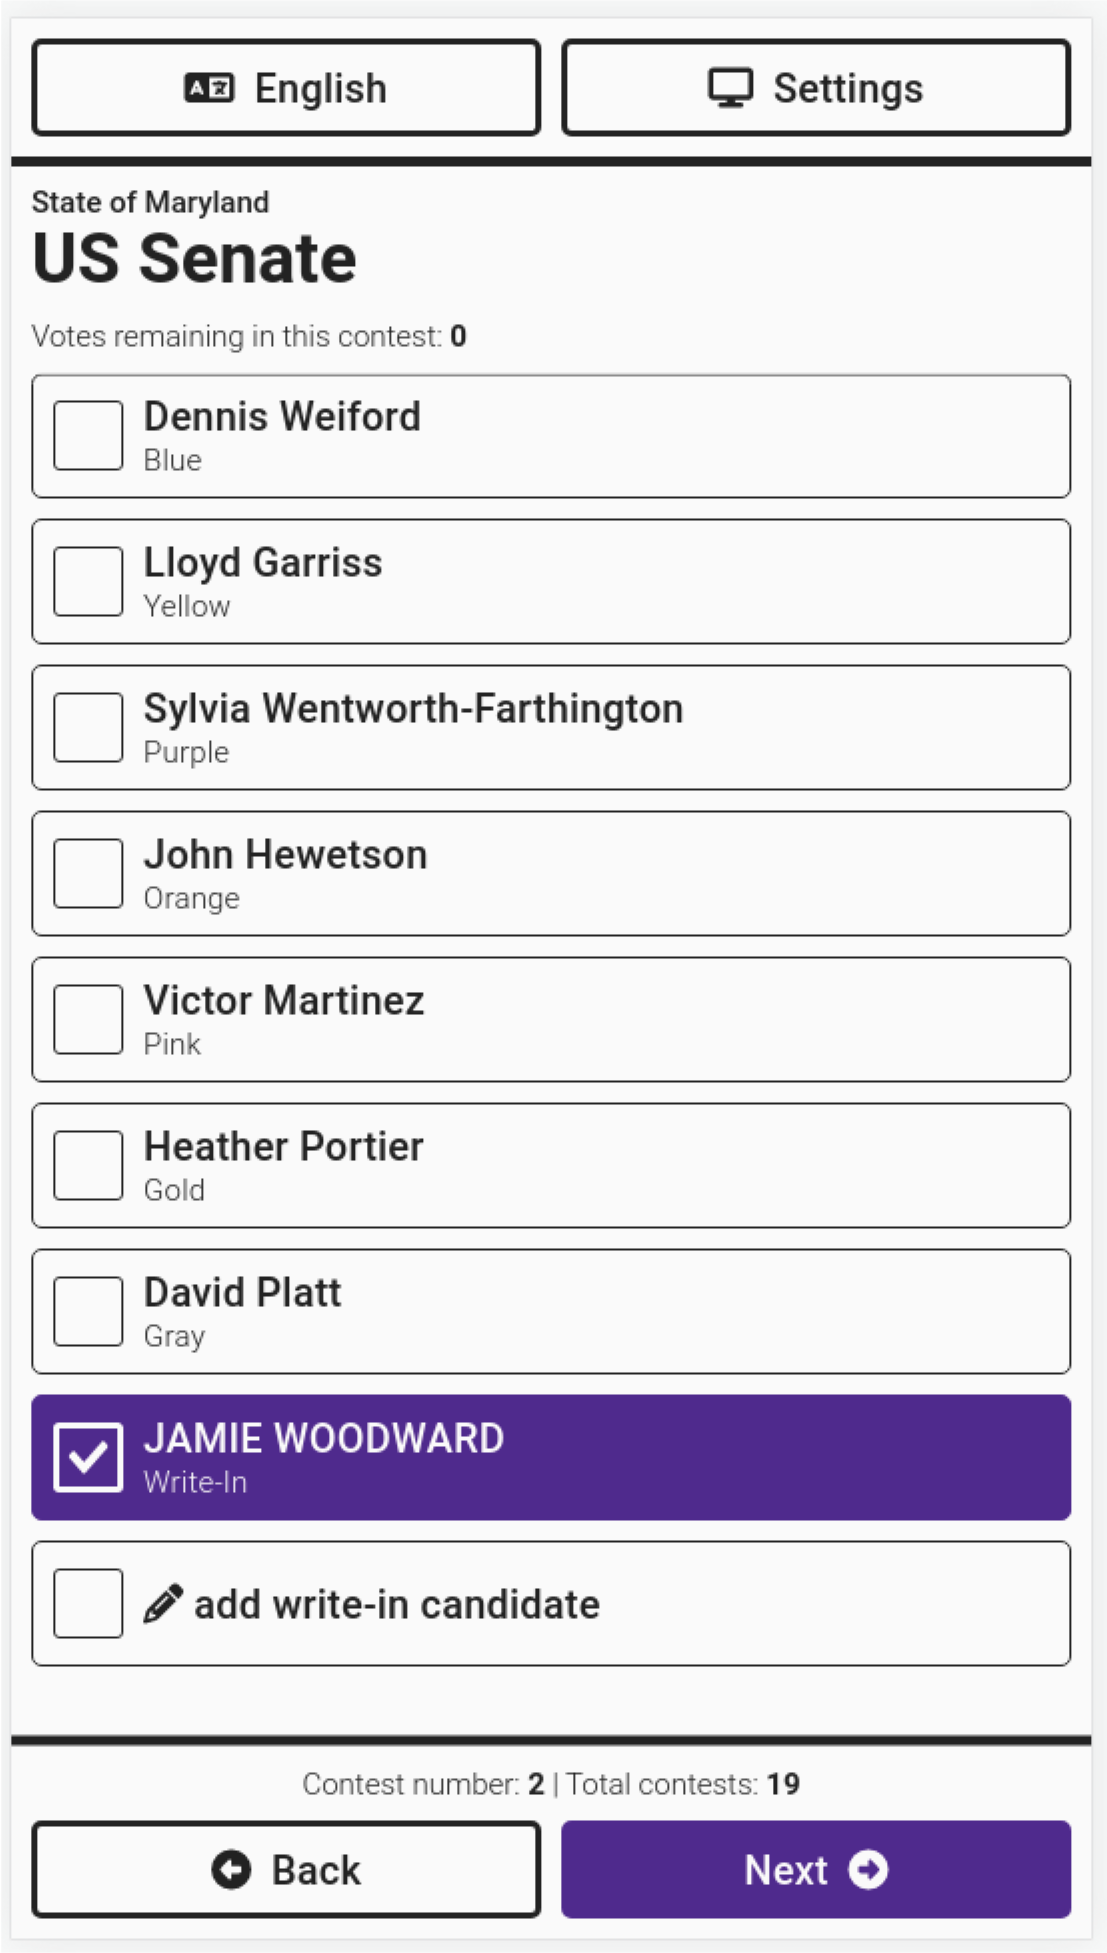 English
Settings
State of Maryland
US Senate
Votes remaining in this contest: 0
Dennis Weiford
Blue
Lloyd Garriss
Yellow
Sylvia Wentworth-Farthington
Purple
John Hewetson
Orange
Victor Martinez
Pink
Heather Portier
Gold
David Platt
Gray
JAMIE WOODWARD
Write-In
add write-in candidate
Contest number: 2 | Total contests: 19
Back
Next